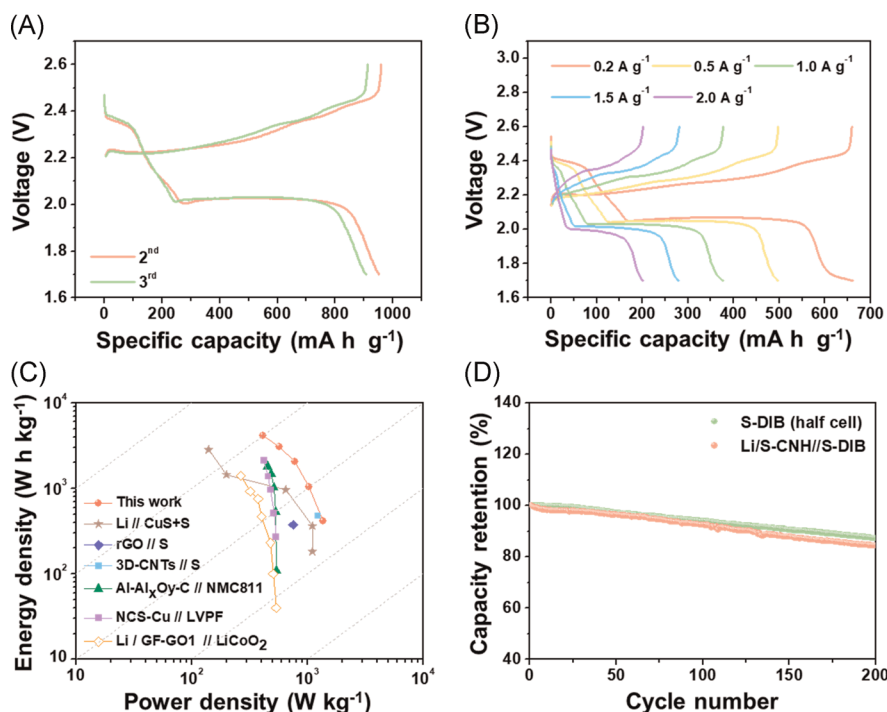 (A)
Voltage (V)
2.6
2.4
2.2
2.0
1.8
1.6
2nd
3rd
0 200 400 600 800 1000
Specific capacity (mA h g-1)
(B)
Voltage (V)
3.0
2.8
2.6
2.4
2.2
2.0
1.8
1.6
0.2 A g-1 0.5 A g-1 1.0 A g-1
1.5 A g-1 2.0 A g-1
0 100 200 300 400 500 600 700
Specific capacity (mA h g-1)
(C)
Energy density (W h kg-1)
104
103
102
10
This work
Li // CuS+S
rGO // S
3D-CNTs // S
Al-AlxOy-C // NMC811
NCS-Cu // LVPF
Li / GF-GO1 // LiCoO2
10 102 103 104
Power density (W kg-1)
(D)
Capacity retention (%)
140
120
100
80
60
40
S-DIB (half cell)
Li/S-CNH//S-DIB
0 50 100 150 200
Cycle number